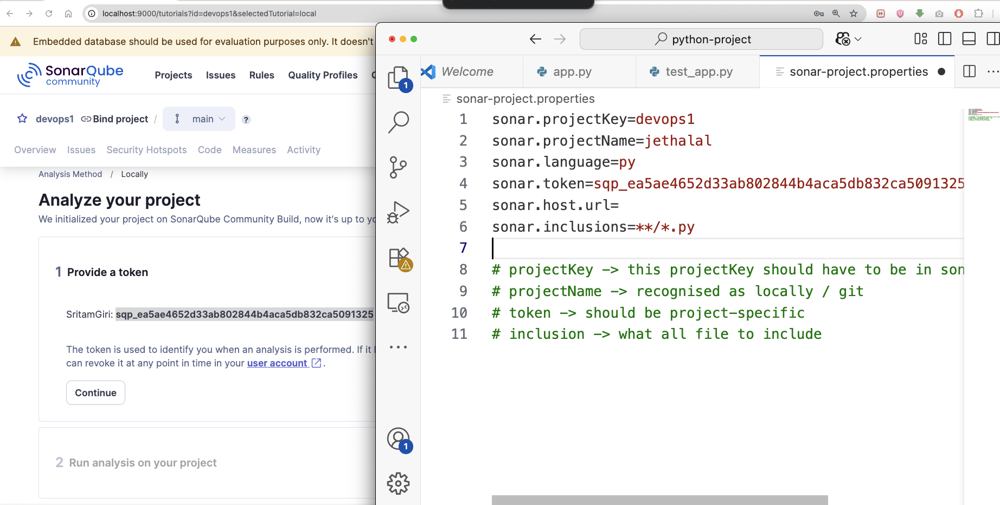 localhost:9000/tutorials?id=devops1&selectedTutorial=local
Embedded database should be used for evaluation purposes only. It doesn't
SonarQube
community
Projects Issues Rules Quality Profiles
devops1 Bind project / main ?
Overview Issues Security Hotspots Code Measures Activity
Analysis Method / Locally
Analyze your project
We initialized your project on SonarQube Community Build, now it's up to yo
1 Provide a token
SritamGiri: sqp_ea5ae4652d33ab802844b4aca5db832ca5091325
The token is used to identify you when an analysis is performed. If it
can revoke it at any point in time in your user account .
Continue
2 Run analysis on your project
python-project
Welcome app.py test_app.py sonar-project.properties
1
sonar-project.properties
1 sonar.projectKey=devops1
2 sonar.projectName=jethalal
3 sonar.language=py
4 sonar.token=sqp_ea5ae4652d33ab802844b4aca5db832ca5091325
5 sonar.host.url=
6 sonar.inclusions=**/*.py
7
8 # projectKey -> this projectKey should have to be in son
9 # projectName -> recognised as locally / git
10 # token -> should be project-specific
11 # inclusion -> what all file to include
1